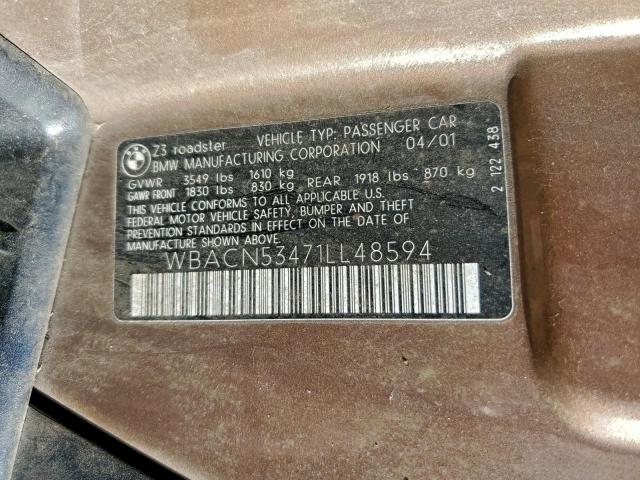 BMW
Z3 roadster VEHICLE TYP: PASSENGER CAR
BMW MANUFACTURING CORPORATION 04/01
GVWR 3549 lbs 1610 kg
GAWR FRONT 1830 lbs 830 kg REAR 1918 lbs 870 kg
THIS VEHICLE CONFORMS TO ALL APPLICABLE U.S.
FEDERAL MOTOR VEHICLE SAFETY, BUMPER AND THEFT
PREVENTION STANDARDS IN EFFECT ON THE DATE OF
MANUFACTURE SHOWN ABOVE.
WBACN53471LL48594
2 122 438